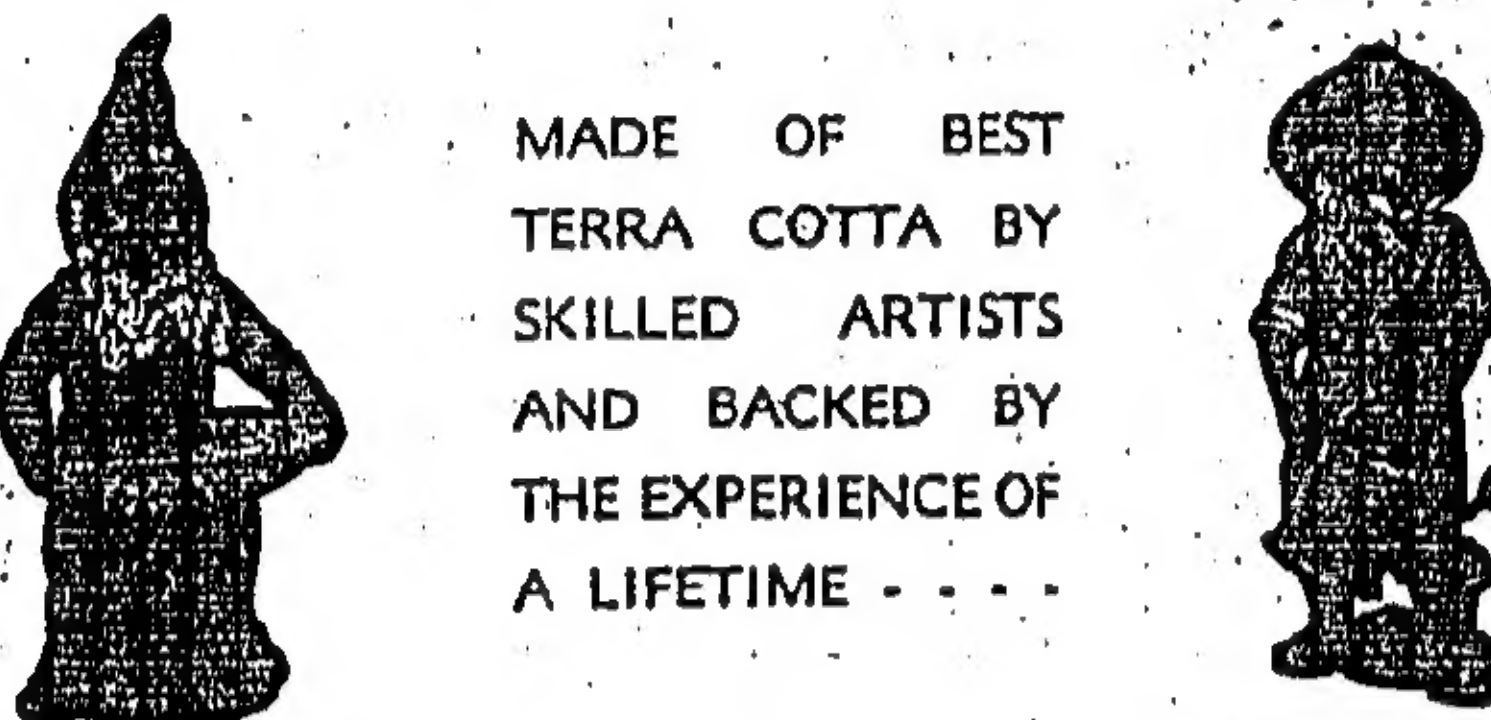 MADE OF BEST
TERRA COTTA BY
SKILLED ARTISTS
AND BACKED BY
THE EXPERIENCE OF
A LIFETIME - - - -